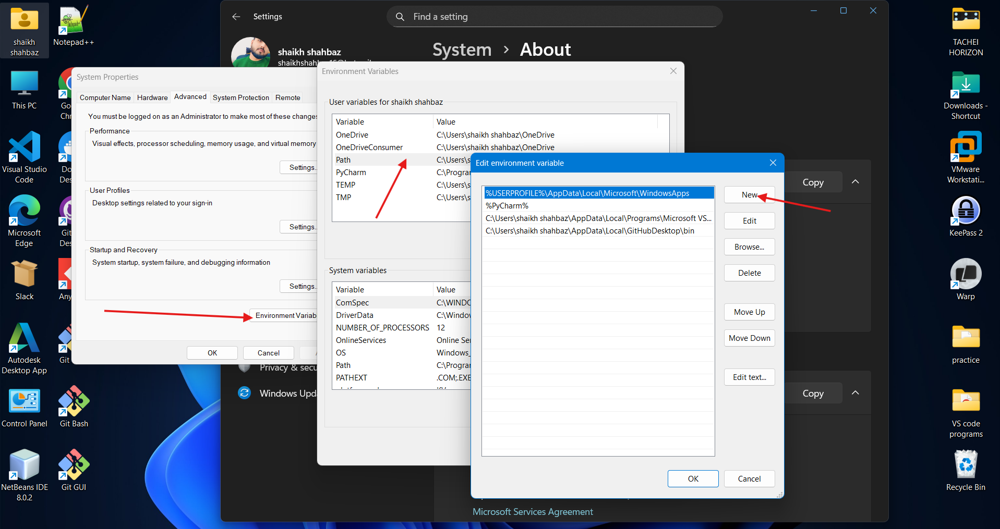 shaikh
shahbaz
Notepad++
This PC
Visual Studio
Code
Microsoft
Edge
Slack
Autodesk
Desktop App
Control Panel
Git Bash
NetBeans IDE
8.0.2
Git GUI
Go
Chr
Do
Des
Git
Des
Any
Git
Settings
Find a setting
System > About
shaikh shahbaz
Privacy & secu
Windows Upd
Copy
Copy
Microsoft Services Agreement
System Properties
Computer Name Hardware Advanced System Protection Remote
You must be logged on as an Administrator to make most of these changes
Performance
Visual effects, processor scheduling, memory usage, and virtual memory
Settings..
User Profiles
Desktop settings related to your sign-in
Settings..
Startup and Recovery
System startup, system failure, and debugging information
Settings..
Environment Variab
OK Cancel
Environment Variables
User variables for shaikh shahbaz
Variable Value
OneDrive C:\Users\shaikh shahbaz\OneDrive
OneDriveConsumer C:\Users\shaikh shahbaz\OneDrive
Path C:\Users\s
PyCharm C:\Program
TEMP C:\Users\s
TMP C:\Users\s
System variables
Variable Value
ComSpec C:\WINDO
DriverData C:\Window
NUMBER_OF_PROCESSORS 12
OnlineServices Online Ser
OS Windows_
Path C:\Progran
PATHEXT .COM;.EXE
Edit environment variable
%USERPROFILE%\AppData\Local\Microsoft\WindowsApps
%PyCharm%
C:\Users\shaikh shahbaz\AppData\Local\Programs\Microsoft VS...
C:\Users\shaikh shahbaz\AppData\Local\GitHubDesktop\bin
New
Edit
Browse...
Delete
Move Up
Move Down
Edit text...
OK Cancel
TACHEI
HORIZON
Downloads -
Shortcut
VMware
Workstati...
KeePass 2
Warp
practice
VS code
programs
Recycle Bin